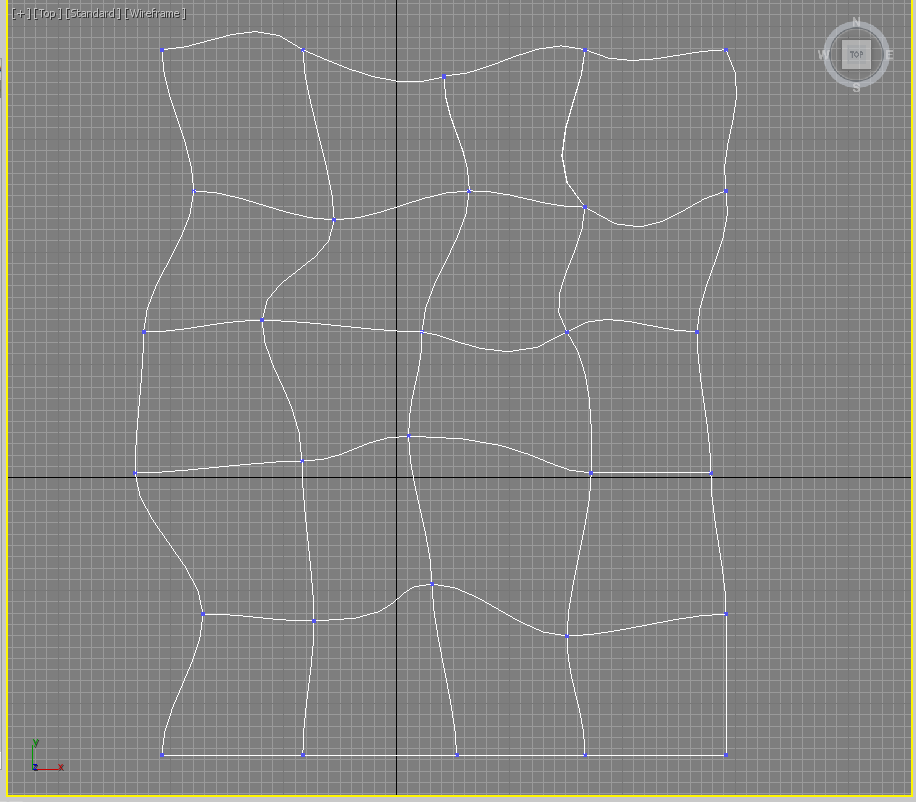 [+] [Top] [Standard] [Wireframe]
N
W TOP E
S
y
z x